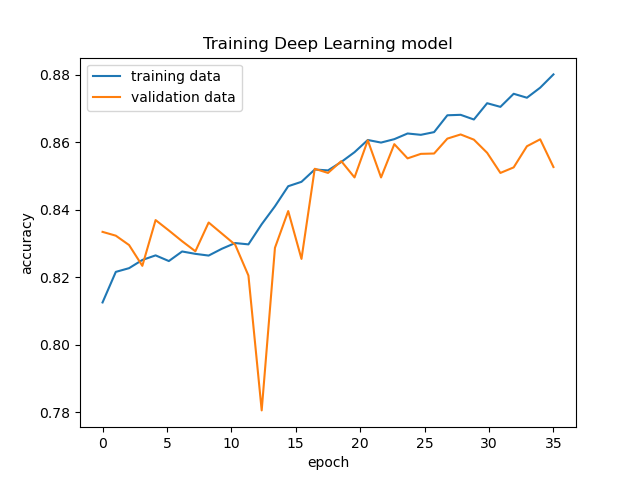 Training Deep Learning model
training data
validation data
accuracy
0.88
0.86
0.84
0.82
0.80
0.78
0 5 10 15 20 25 30 35
epoch